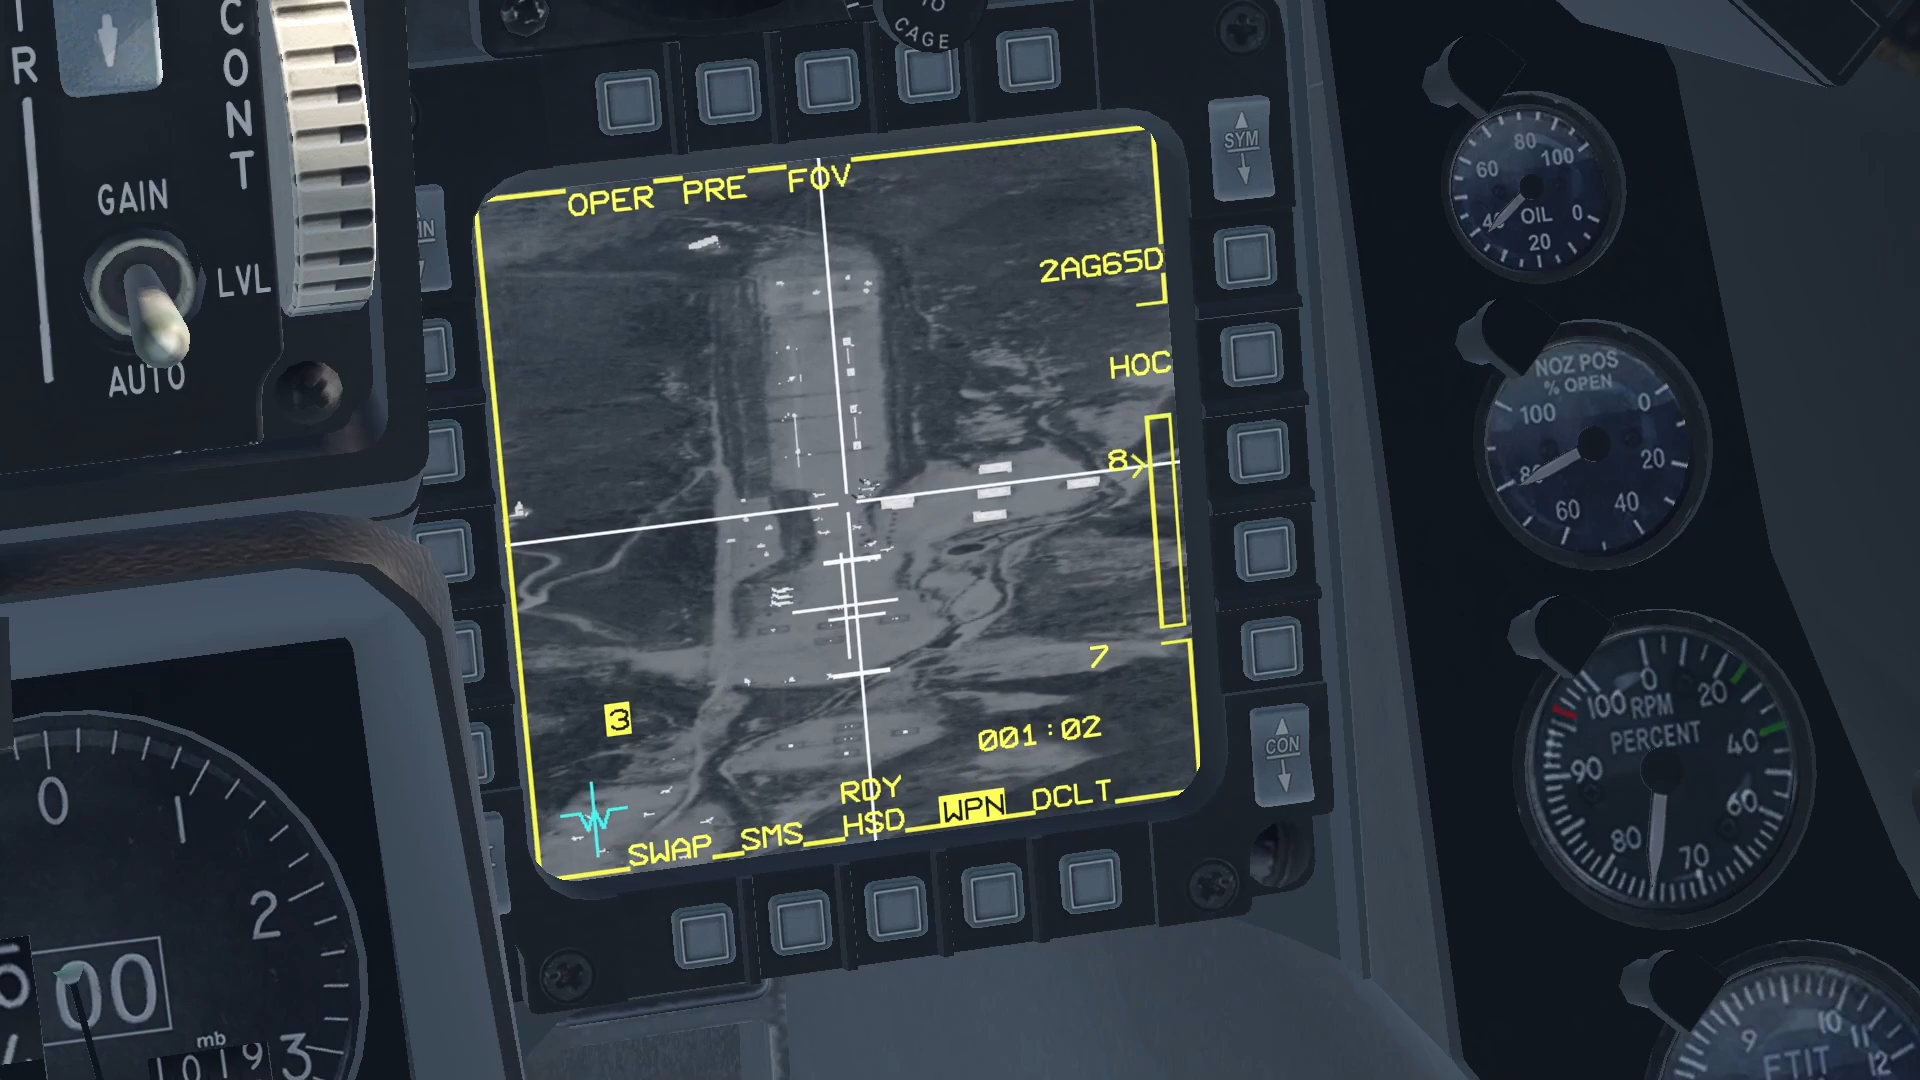 R
CONT
GAIN
LVL
AUTO
TO
CAGE
SYM
OPER PRE FOV
2AG65D
HOC
8>
7
3
001:02
RDY
SWAP SMS HSD WPN DCLT
CON
80
60
100
OIL
0
20
NOZ POS
% OPEN
100
0
80
20
60
40
0
100
RPM
20
PERCENT
40
90
60
80
70
10
11
9
12
FTIT
0
1
2
00
mb
1019
3